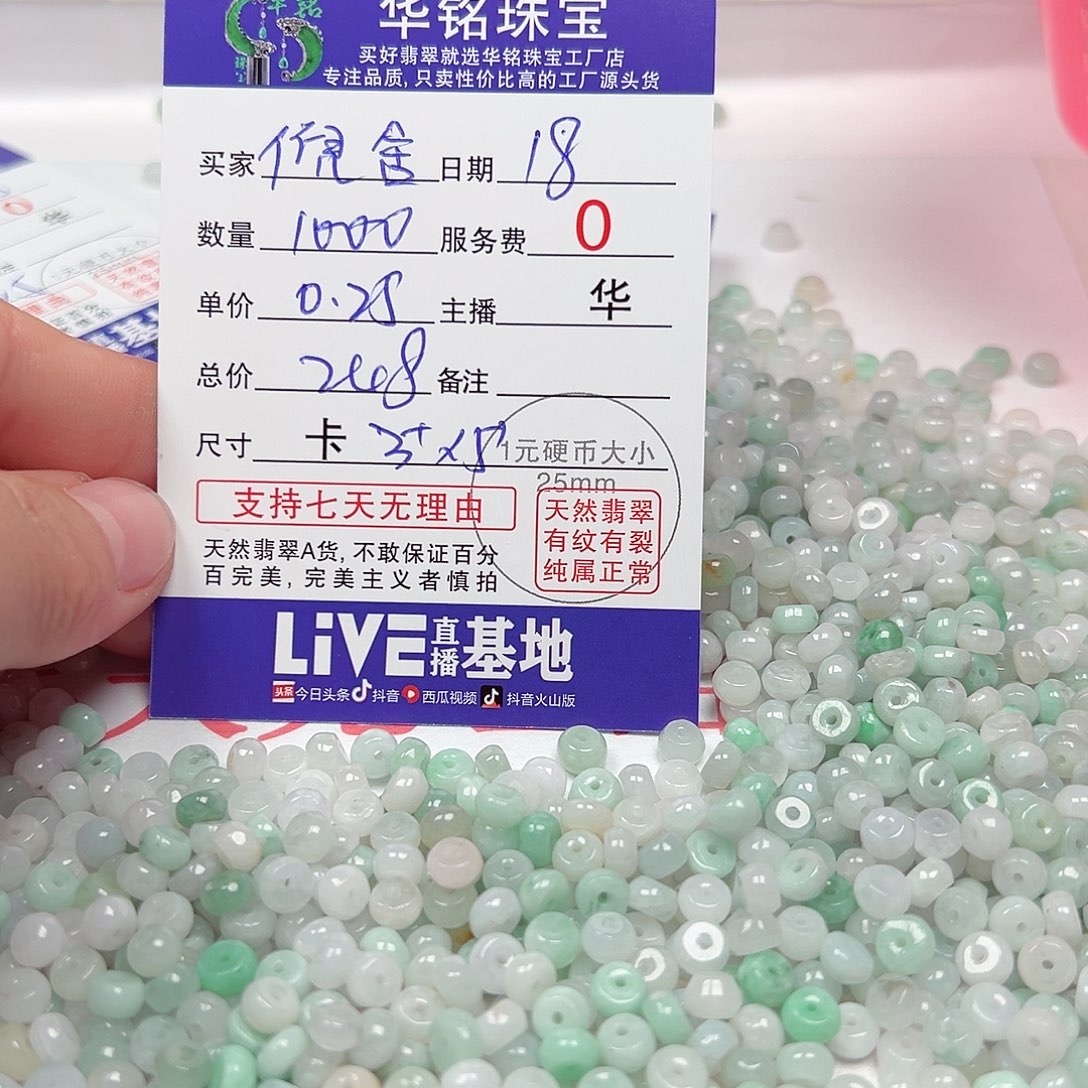 华铭珠宝
买好翡翠就选华铭珠宝工厂店
专注品质,只卖性价比高的工厂源头货
买家 日期 18
数量 1000 服务费 0
单价 0.25 主播 华
总价 268 备注
尺寸 卡 3+x5 1元硬币大小
25mm
支持七天无理由
天然翡翠
有纹有裂
纯属正常
天然翡翠A货,不敢保证百分
百完美,完美主义者慎拍
LiVE直播基地
头条 今日头条 抖音 西瓜视频 抖音火山版